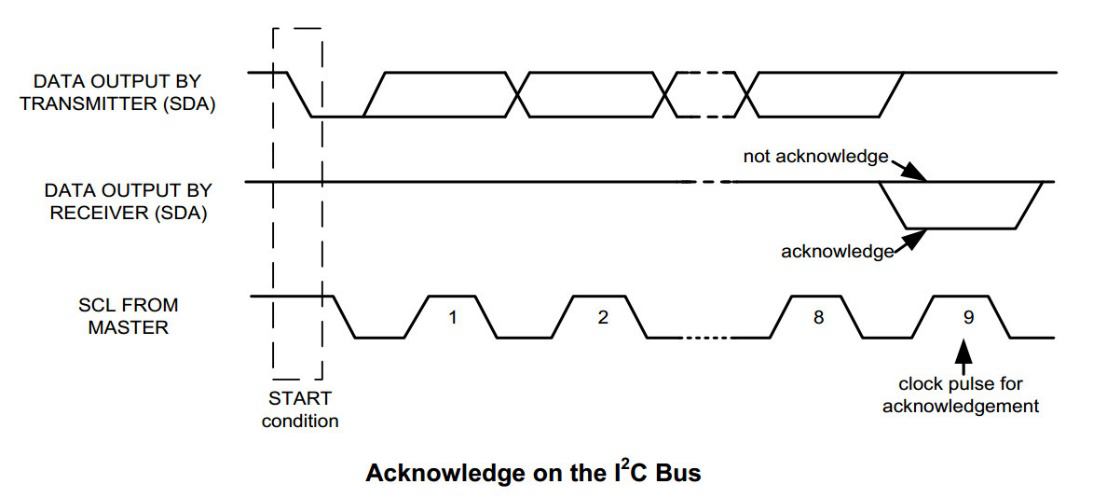 DATA OUTPUT BY
TRANSMITTER (SDA)
not acknowledge
DATA OUTPUT BY
RECEIVER (SDA)
acknowledge
SCL FROM
MASTER
1
2
8
9
START
condition
clock pulse for
acknowledgement
Acknowledge on the I²C Bus